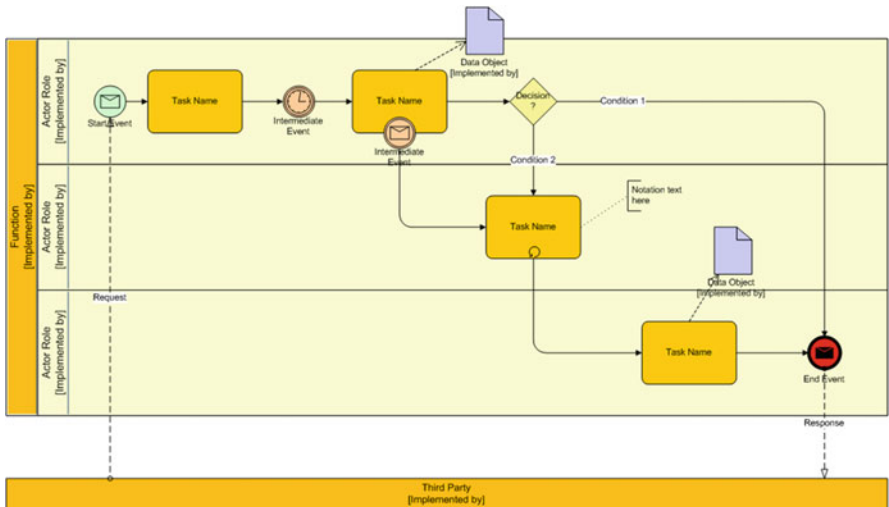 Function
[Implemented by]
Actor Role
[Implemented by]
Start Event
Task Name
Intermediate
Event
Task Name
Intermediate
Event
Data Object
[Implemented by]
Decision
?
Condition 1
Condition 2
Actor Role
[Implemented by]
Task Name
Notation text
here
Data Object
[Implemented by]
Request
Actor Role
[Implemented by]
Task Name
End Event
Response
Third Party
[Implemented by]